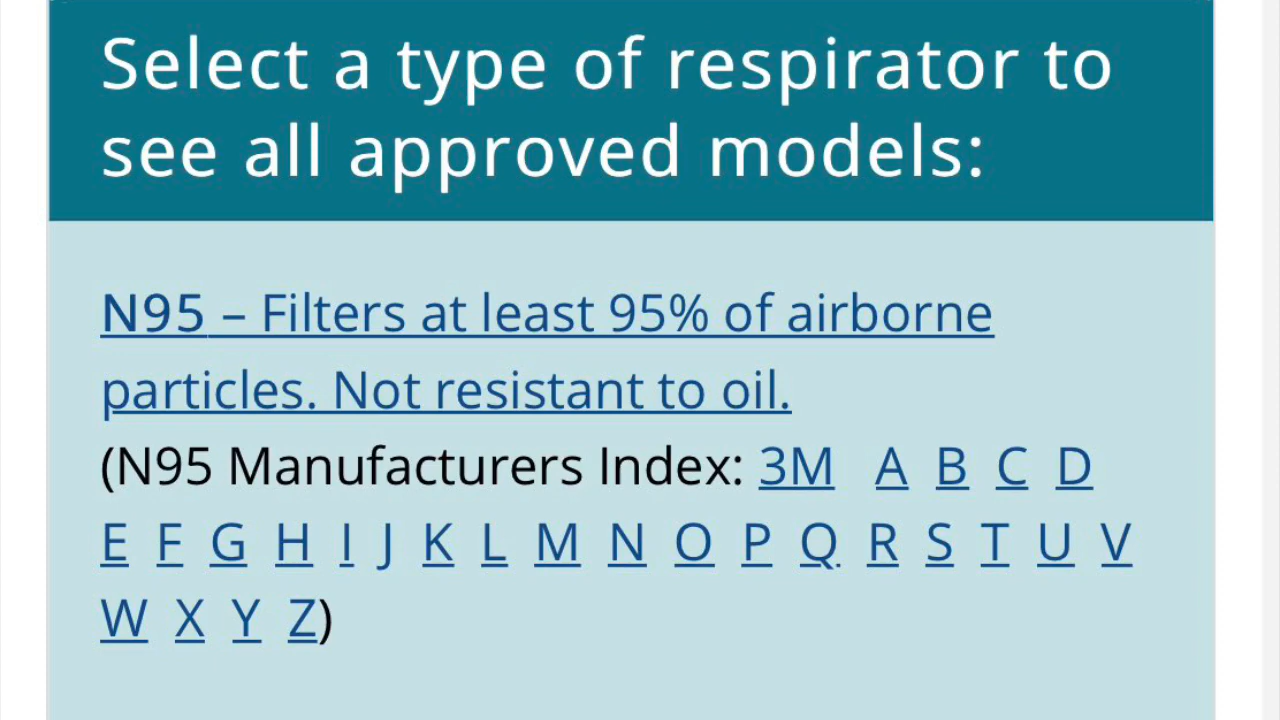 Select a type of respirator to
see all approved models:
N95 – Filters at least 95% of airborne
particles. Not resistant to oil.
(N95 Manufacturers Index: 3M A B C D
E F G H I J K L M N O P Q R S T U V
W X Y Z)